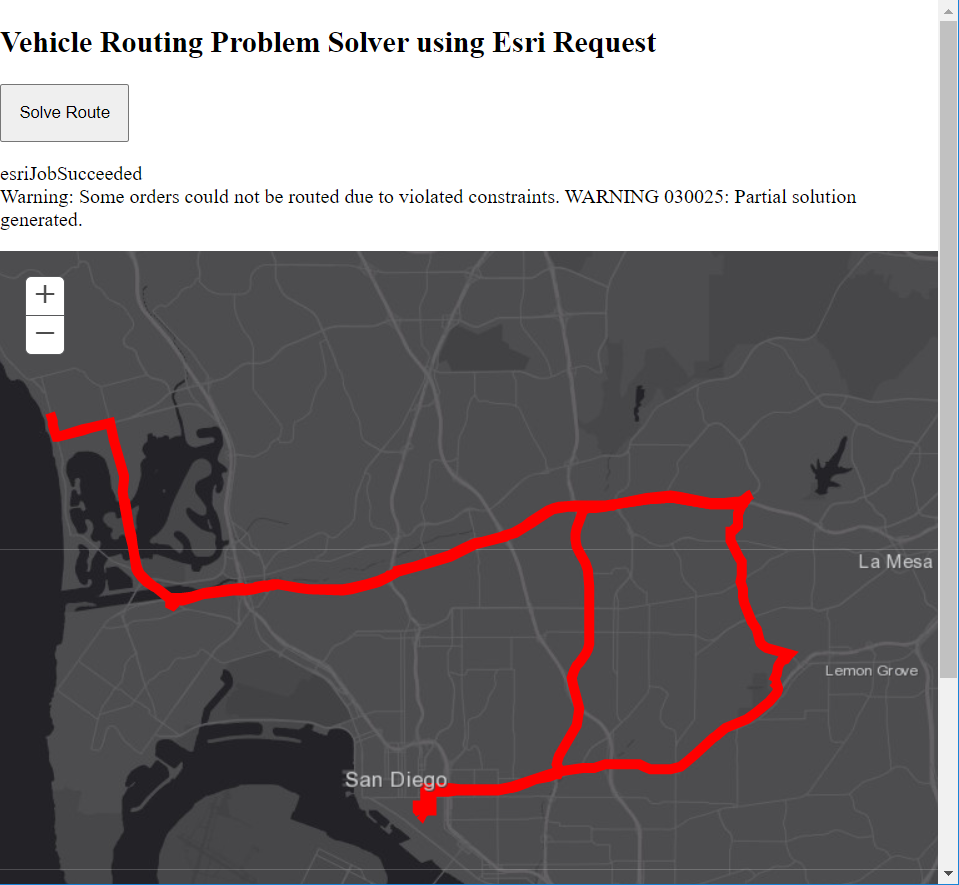 Vehicle Routing Problem Solver using Esri Request
Solve Route
esriJobSucceeded
Warning: Some orders could not be routed due to violated constraints. WARNING 030025: Partial solution
generated.
+
−
La Mesa
Lemon Grove
San Diego